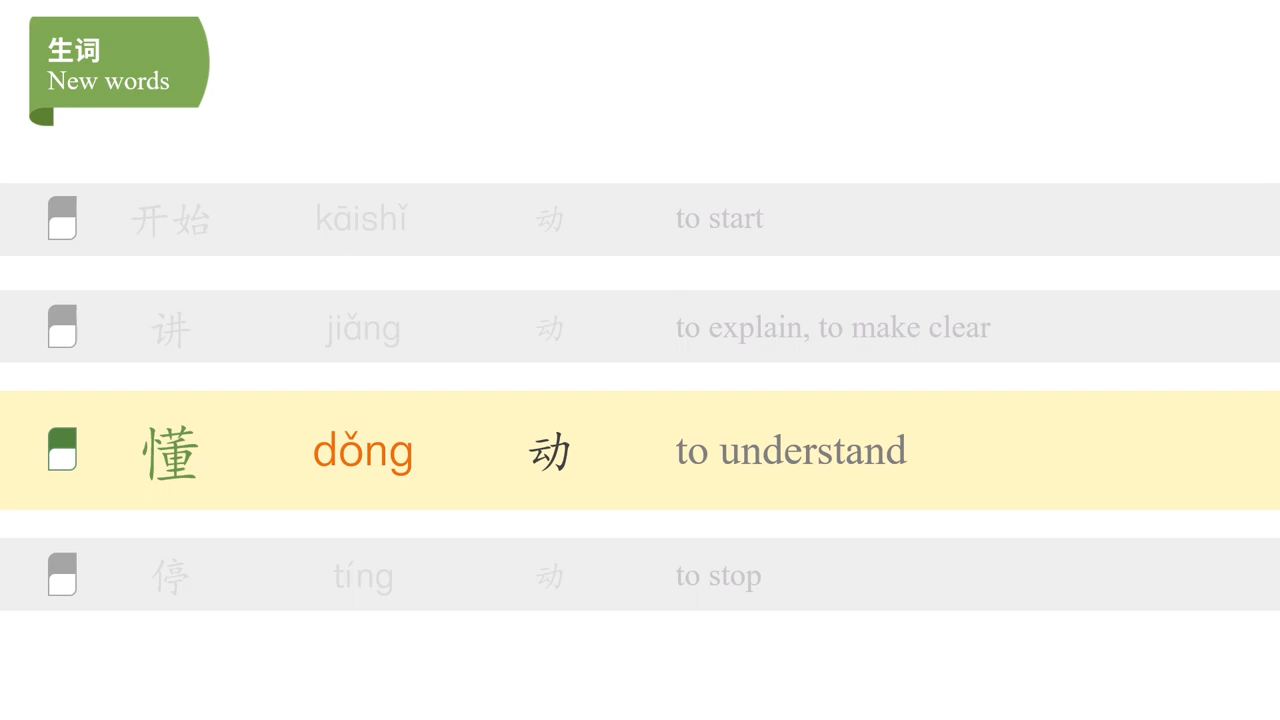 生词
New words
开始 kāishǐ 动 to start
讲 jiǎng 动 to explain, to make clear
懂 dǒng 动 to understand
停 tíng 动 to stop